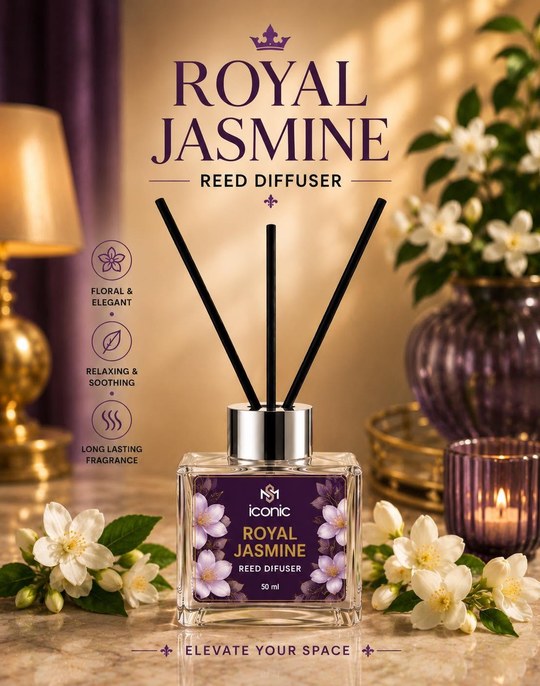 ROYAL
JASMINE
REED DIFFUSER
FLORAL &
ELEGANT
RELAXING &
SOOTHING
LONG LASTING
FRAGRANCE
iconic
ROYAL
JASMINE
REED DIFUSER
50 ml
ELEVATE YOUR SPACE